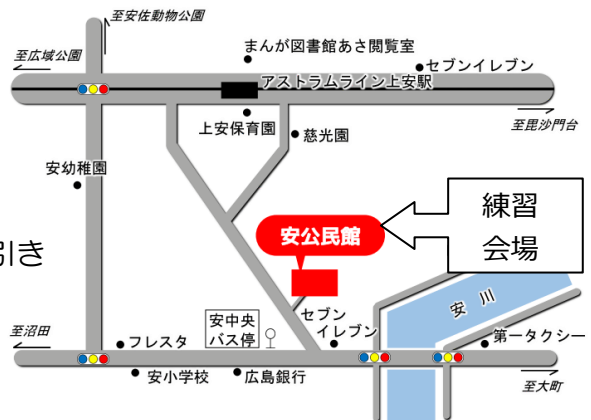 至安佐動物公園
至広域公園
まんが図書館あさ閲覧室
セブンイレブン
アストラムライン上安駅
上安保育園
慈光園
至毘沙門台
安幼稚園
練習
会場
安公民館
引き
安川
セブン
イレブン
安中央
バス停
至沼田
フレスタ
第一タクシー
安小学校
広島銀行
至大町